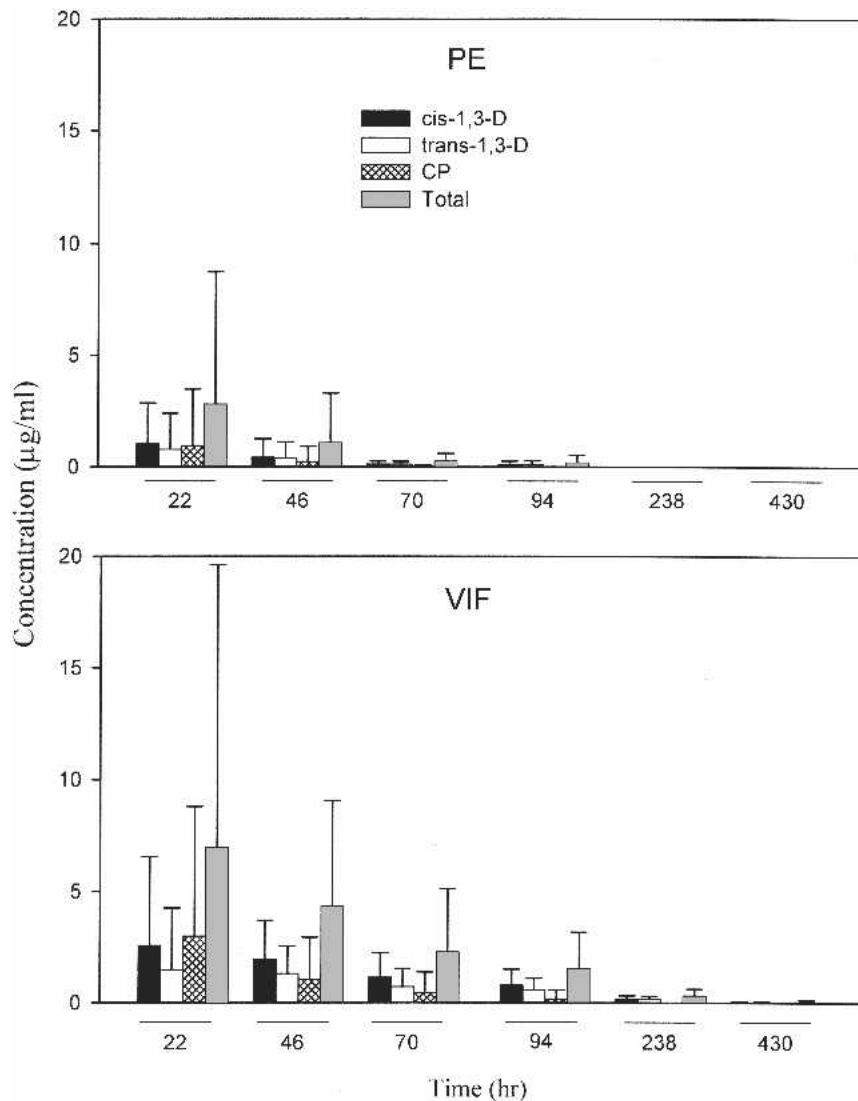 20
PE
cis-1,3-D
trans-1,3-D
CP
Total
15
10
5
0
22 46 70 94 238 430
Concentration (μg/ml)
20
VIF
15
10
5
0
22 46 70 94 238 430
Time (hr)